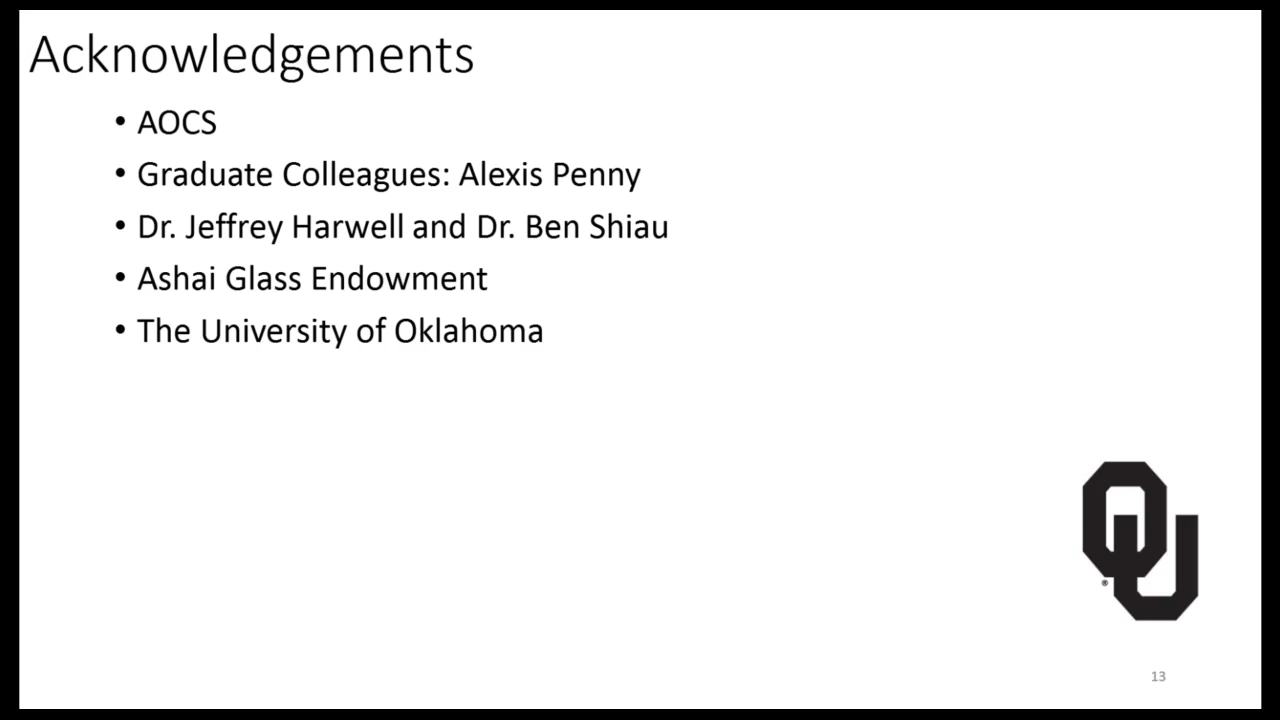 Acknowledgements
• AOCS
• Graduate Colleagues: Alexis Penny
• Dr. Jeffrey Harwell and Dr. Ben Shiau
• Ashai Glass Endowment
• The University of Oklahoma
OU
®
13